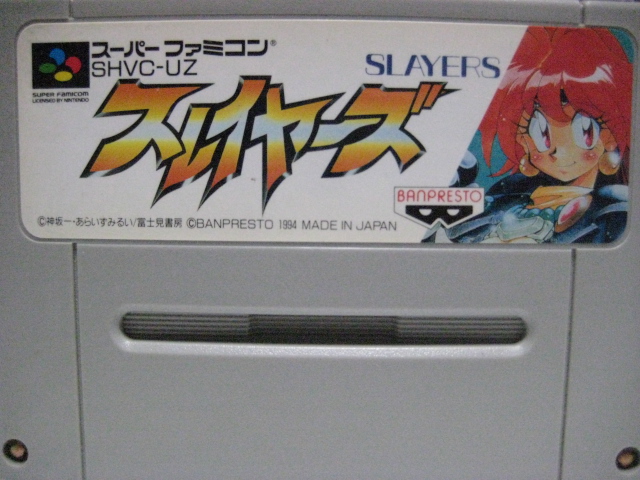 スーパーファミコン®
SHVC-UZ
SUPER FAMICOM
LICENSED BY NINTENDO
SLAYERS
スレイヤーズ
BANPRESTO
©神坂一・あらいずみるい/富士見書房 ©BANPRESTO 1994 MADE IN JAPAN